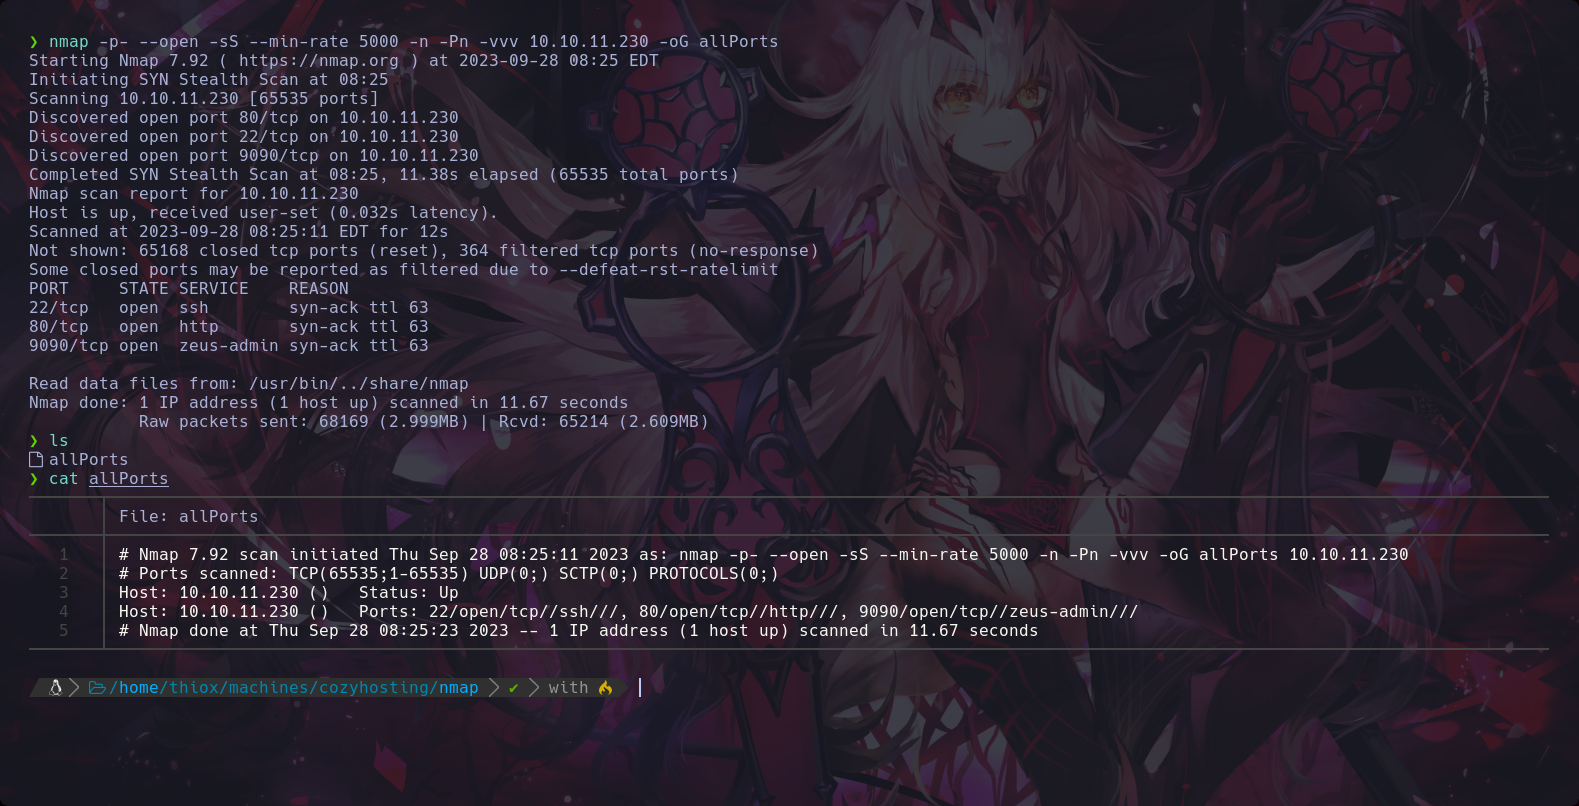 ❯ nmap -p- --open -sS --min-rate 5000 -n -Pn -vvv 10.10.11.230 -oG allPorts
Starting Nmap 7.92 ( https://nmap.org ) at 2023-09-28 08:25 EDT
Initiating SYN Stealth Scan at 08:25
Scanning 10.10.11.230 [65535 ports]
Discovered open port 80/tcp on 10.10.11.230
Discovered open port 22/tcp on 10.10.11.230
Discovered open port 9090/tcp on 10.10.11.230
Completed SYN Stealth Scan at 08:25, 11.38s elapsed (65535 total ports)
Nmap scan report for 10.10.11.230
Host is up, received user-set (0.032s latency).
Scanned at 2023-09-28 08:25:11 EDT for 12s
Not shown: 65168 closed tcp ports (reset), 364 filtered tcp ports (no-response)
Some closed ports may be reported as filtered due to --defeat-rst-ratelimit
PORT     STATE SERVICE    REASON
22/tcp   open  ssh        syn-ack ttl 63
80/tcp   open  http       syn-ack ttl 63
9090/tcp open  zeus-admin syn-ack ttl 63
Read data files from: /usr/bin/../share/nmap
Nmap done: 1 IP address (1 host up) scanned in 11.67 seconds
Raw packets sent: 68169 (2.999MB) | Rcvd: 65214 (2.609MB)
❯ ls
allPorts
❯ cat allPorts
File: allPorts
1 # Nmap 7.92 scan initiated Thu Sep 28 08:25:11 2023 as: nmap -p- --open -sS --min-rate 5000 -n -Pn -vvv -oG allPorts 10.10.11.230
2 # Ports scanned: TCP(65535;1-65535) UDP(0;) SCTP(0;) PROTOCOLS(0;)
3 Host: 10.10.11.230 ()   Status: Up
4 Host: 10.10.11.230 ()   Ports: 22/open/tcp//ssh///, 80/open/tcp//http///, 9090/open/tcp//zeus-admin///
5 # Nmap done at Thu Sep 28 08:25:23 2023 -- 1 IP address (1 host up) scanned in 11.67 seconds
/home/thiox/machines/cozyhosting/nmap ✔ with 🔥